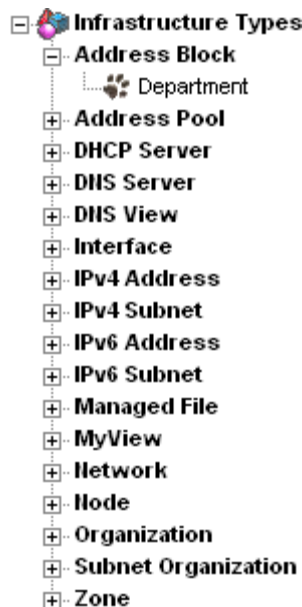 Infrastructure Types
Address Block
Department
Address Pool
DHCP Server
DNS Server
DNS View
Interface
IPv4 Address
IPv4 Subnet
IPv6 Address
IPv6 Subnet
Managed File
MyView
Network
Node
Organization
Subnet Organization
Zone